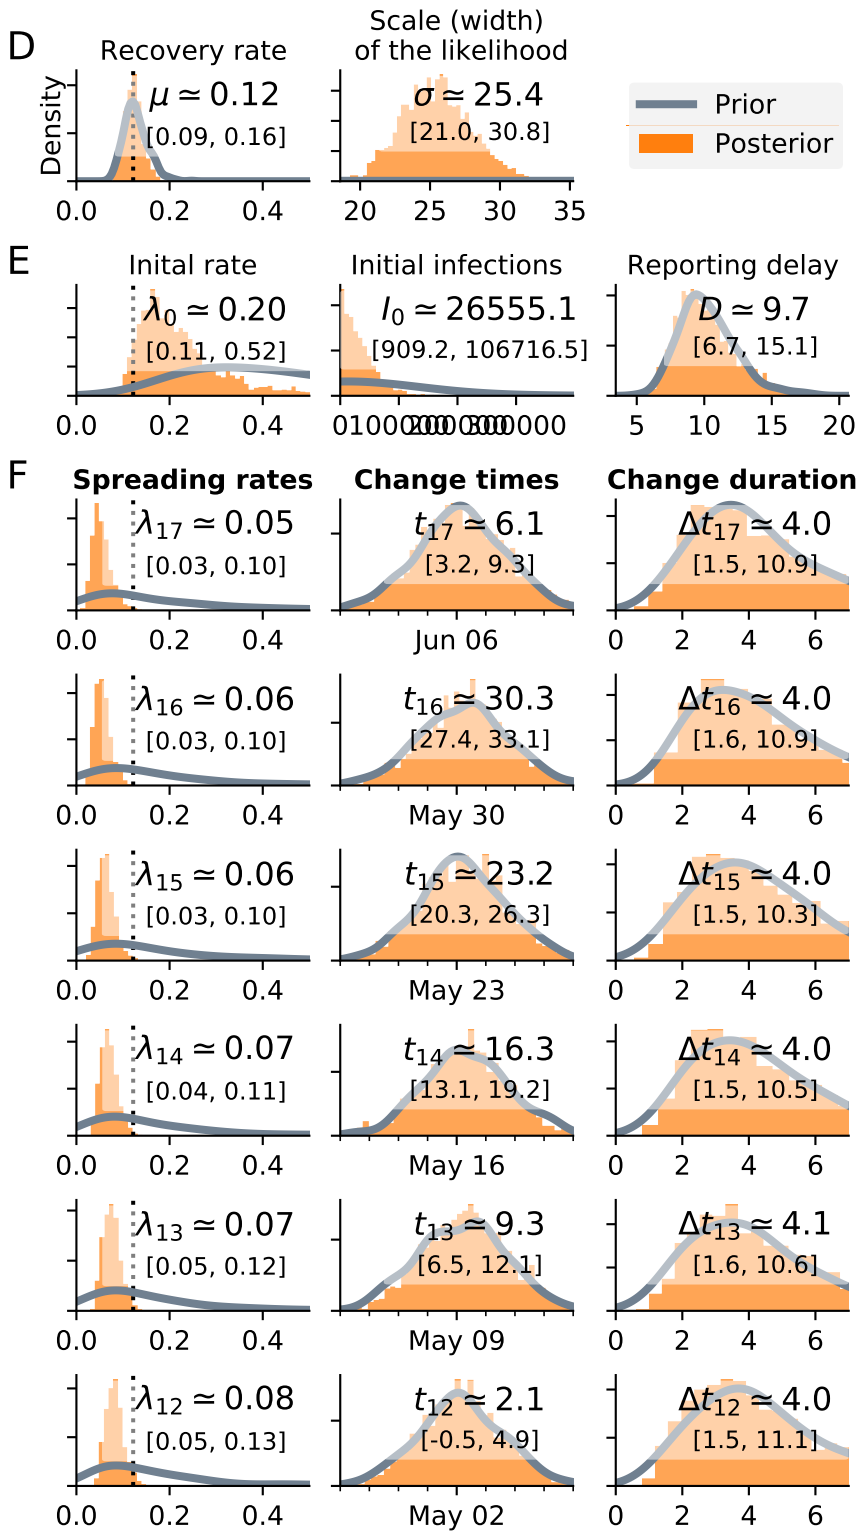 D
Recovery rate
Scale (width)
of the likelihood
Density
μ ≃ 0.12
[0.09, 0.16]
σ ≃ 25.4
[21.0, 30.8]
Prior
Posterior
0.0 0.2 0.4
20 25 30 35
E
Inital rate
Initial infections
Reporting delay
λ0 ≃ 0.20
[0.11, 0.52]
I0 ≃ 26555.1
[909.2, 106716.5]
D ≃ 9.7
[6.7, 15.1]
0.0 0.2 0.4
0 100000 200000 300000
5 10 15 20
F
Spreading rates
Change times
Change duration
λ17 ≃ 0.05
[0.03, 0.10]
t17 ≃ 6.1
[3.2, 9.3]
Δt17 ≃ 4.0
[1.5, 10.9]
0.0 0.2 0.4
Jun 06
0 2 4 6
λ16 ≃ 0.06
[0.03, 0.10]
t16 ≃ 30.3
[27.4, 33.1]
Δt16 ≃ 4.0
[1.6, 10.9]
0.0 0.2 0.4
May 30
0 2 4 6
λ15 ≃ 0.06
[0.03, 0.10]
t15 ≃ 23.2
[20.3, 26.3]
Δt15 ≃ 4.0
[1.5, 10.3]
0.0 0.2 0.4
May 23
0 2 4 6
λ14 ≃ 0.07
[0.04, 0.11]
t14 ≃ 16.3
[13.1, 19.2]
Δt14 ≃ 4.0
[1.5, 10.5]
0.0 0.2 0.4
May 16
0 2 4 6
λ13 ≃ 0.07
[0.05, 0.12]
t13 ≃ 9.3
[6.5, 12.1]
Δt13 ≃ 4.1
[1.6, 10.6]
0.0 0.2 0.4
May 09
0 2 4 6
λ12 ≃ 0.08
[0.05, 0.13]
t12 ≃ 2.1
[-0.5, 4.9]
Δt12 ≃ 4.0
[1.5, 11.1]
0.0 0.2 0.4
May 02
0 2 4 6